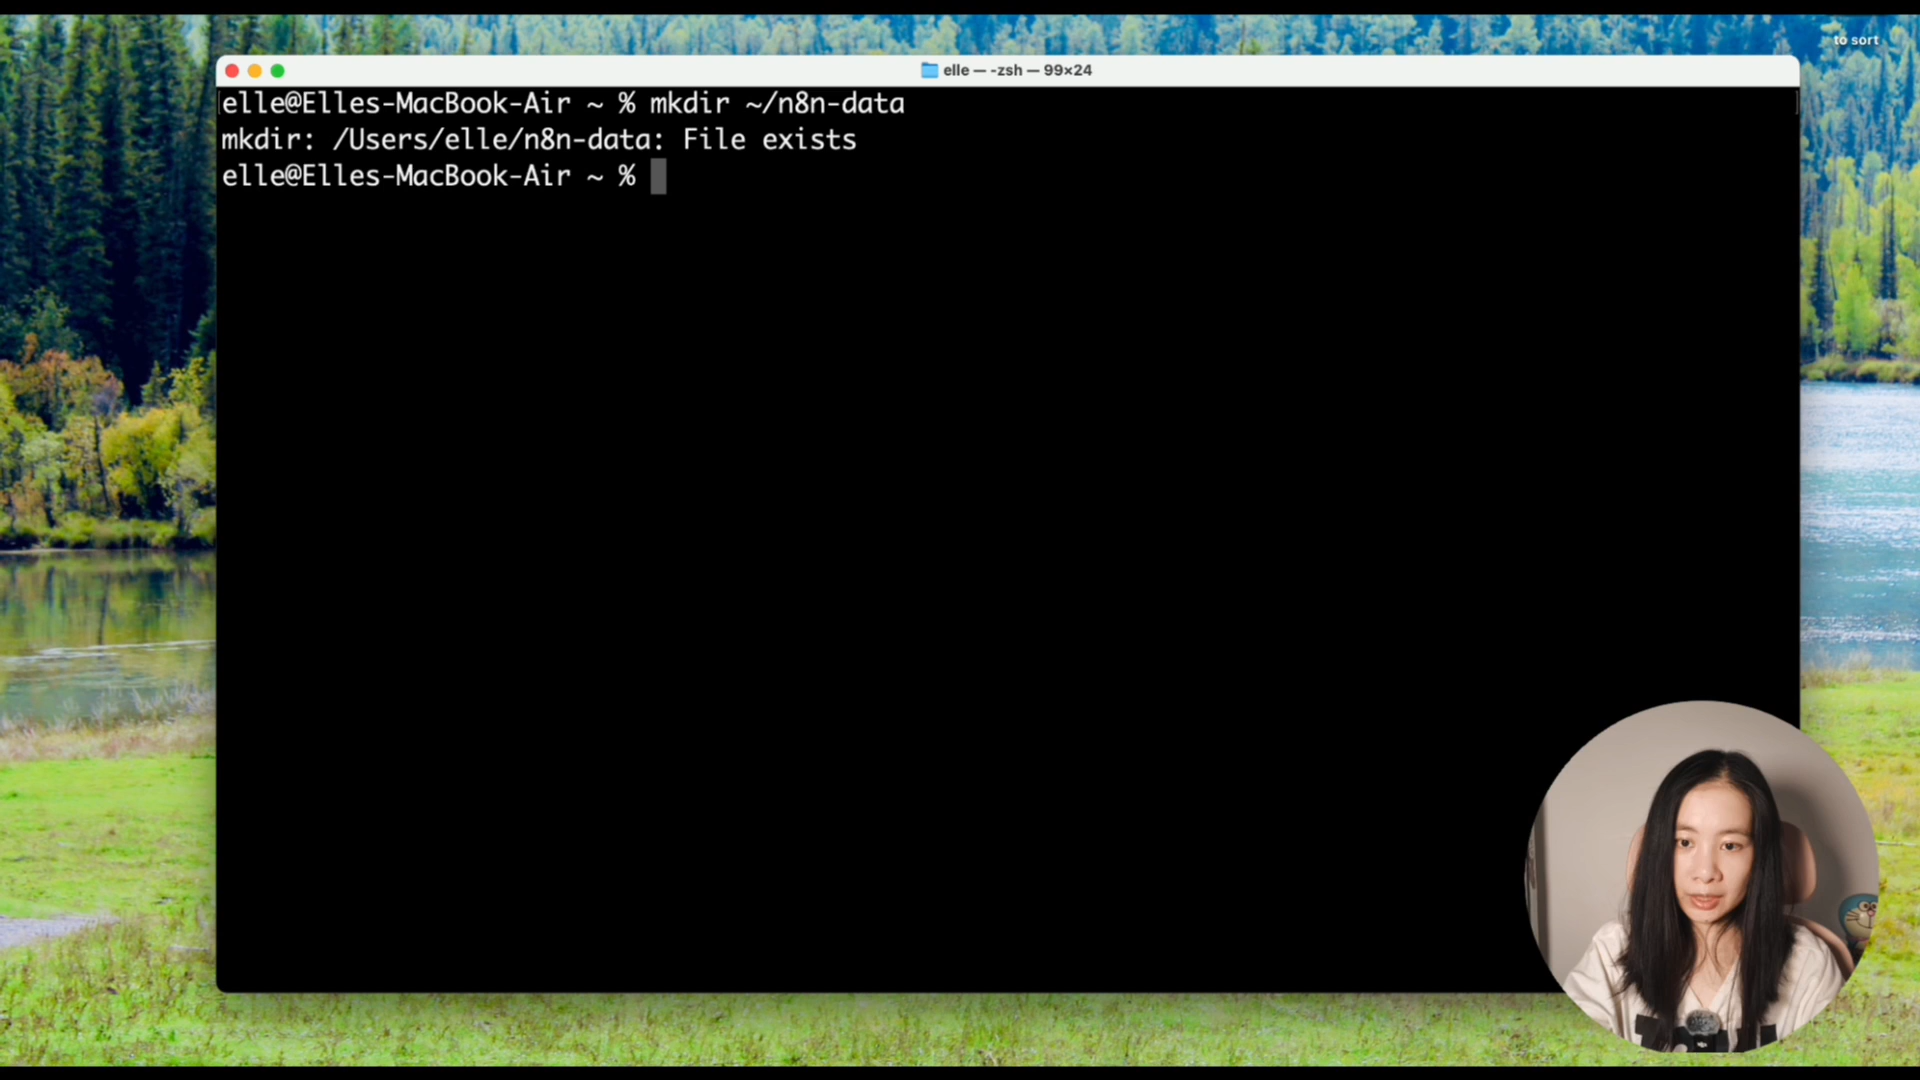 to sort
elle — -zsh — 99×24
elle@Elles-MacBook-Air ~ % mkdir ~/n8n-data
mkdir: /Users/elle/n8n-data: File exists
elle@Elles-MacBook-Air ~ %